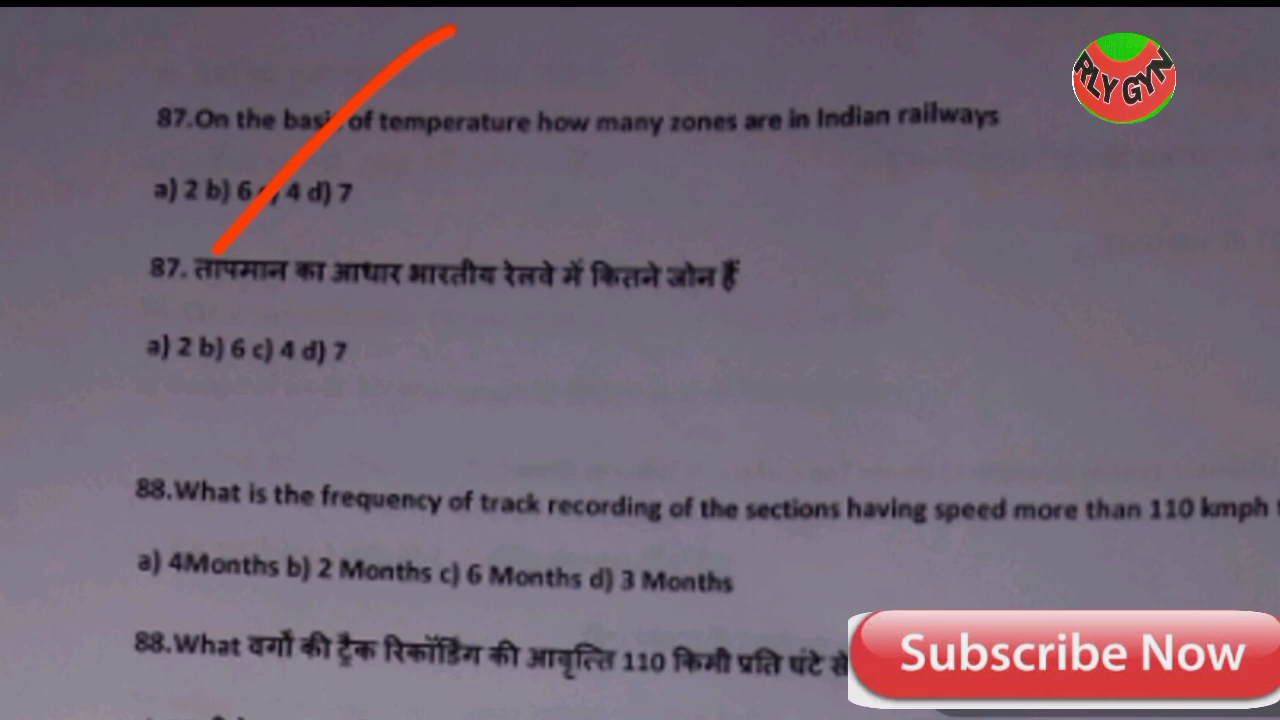 RLY GYN
87.On the basis of temperature how many zones are in Indian railways
a) 2 b) 6 c) 4 d) 7
87. तापमान का आधार भारतीय रेलवे में कितने जोन हैं
a) 2 b) 6 c) 4 d) 7
88.What is the frequency of track recording of the sections having speed more than 110 kmph
a) 4Months b) 2 Months c) 6 Months d) 3 Months
88.What वर्गों की ट्रैक रिकॉर्डिंग की आवृत्ति 110 किमी प्रति घंटे से
Subscribe Now